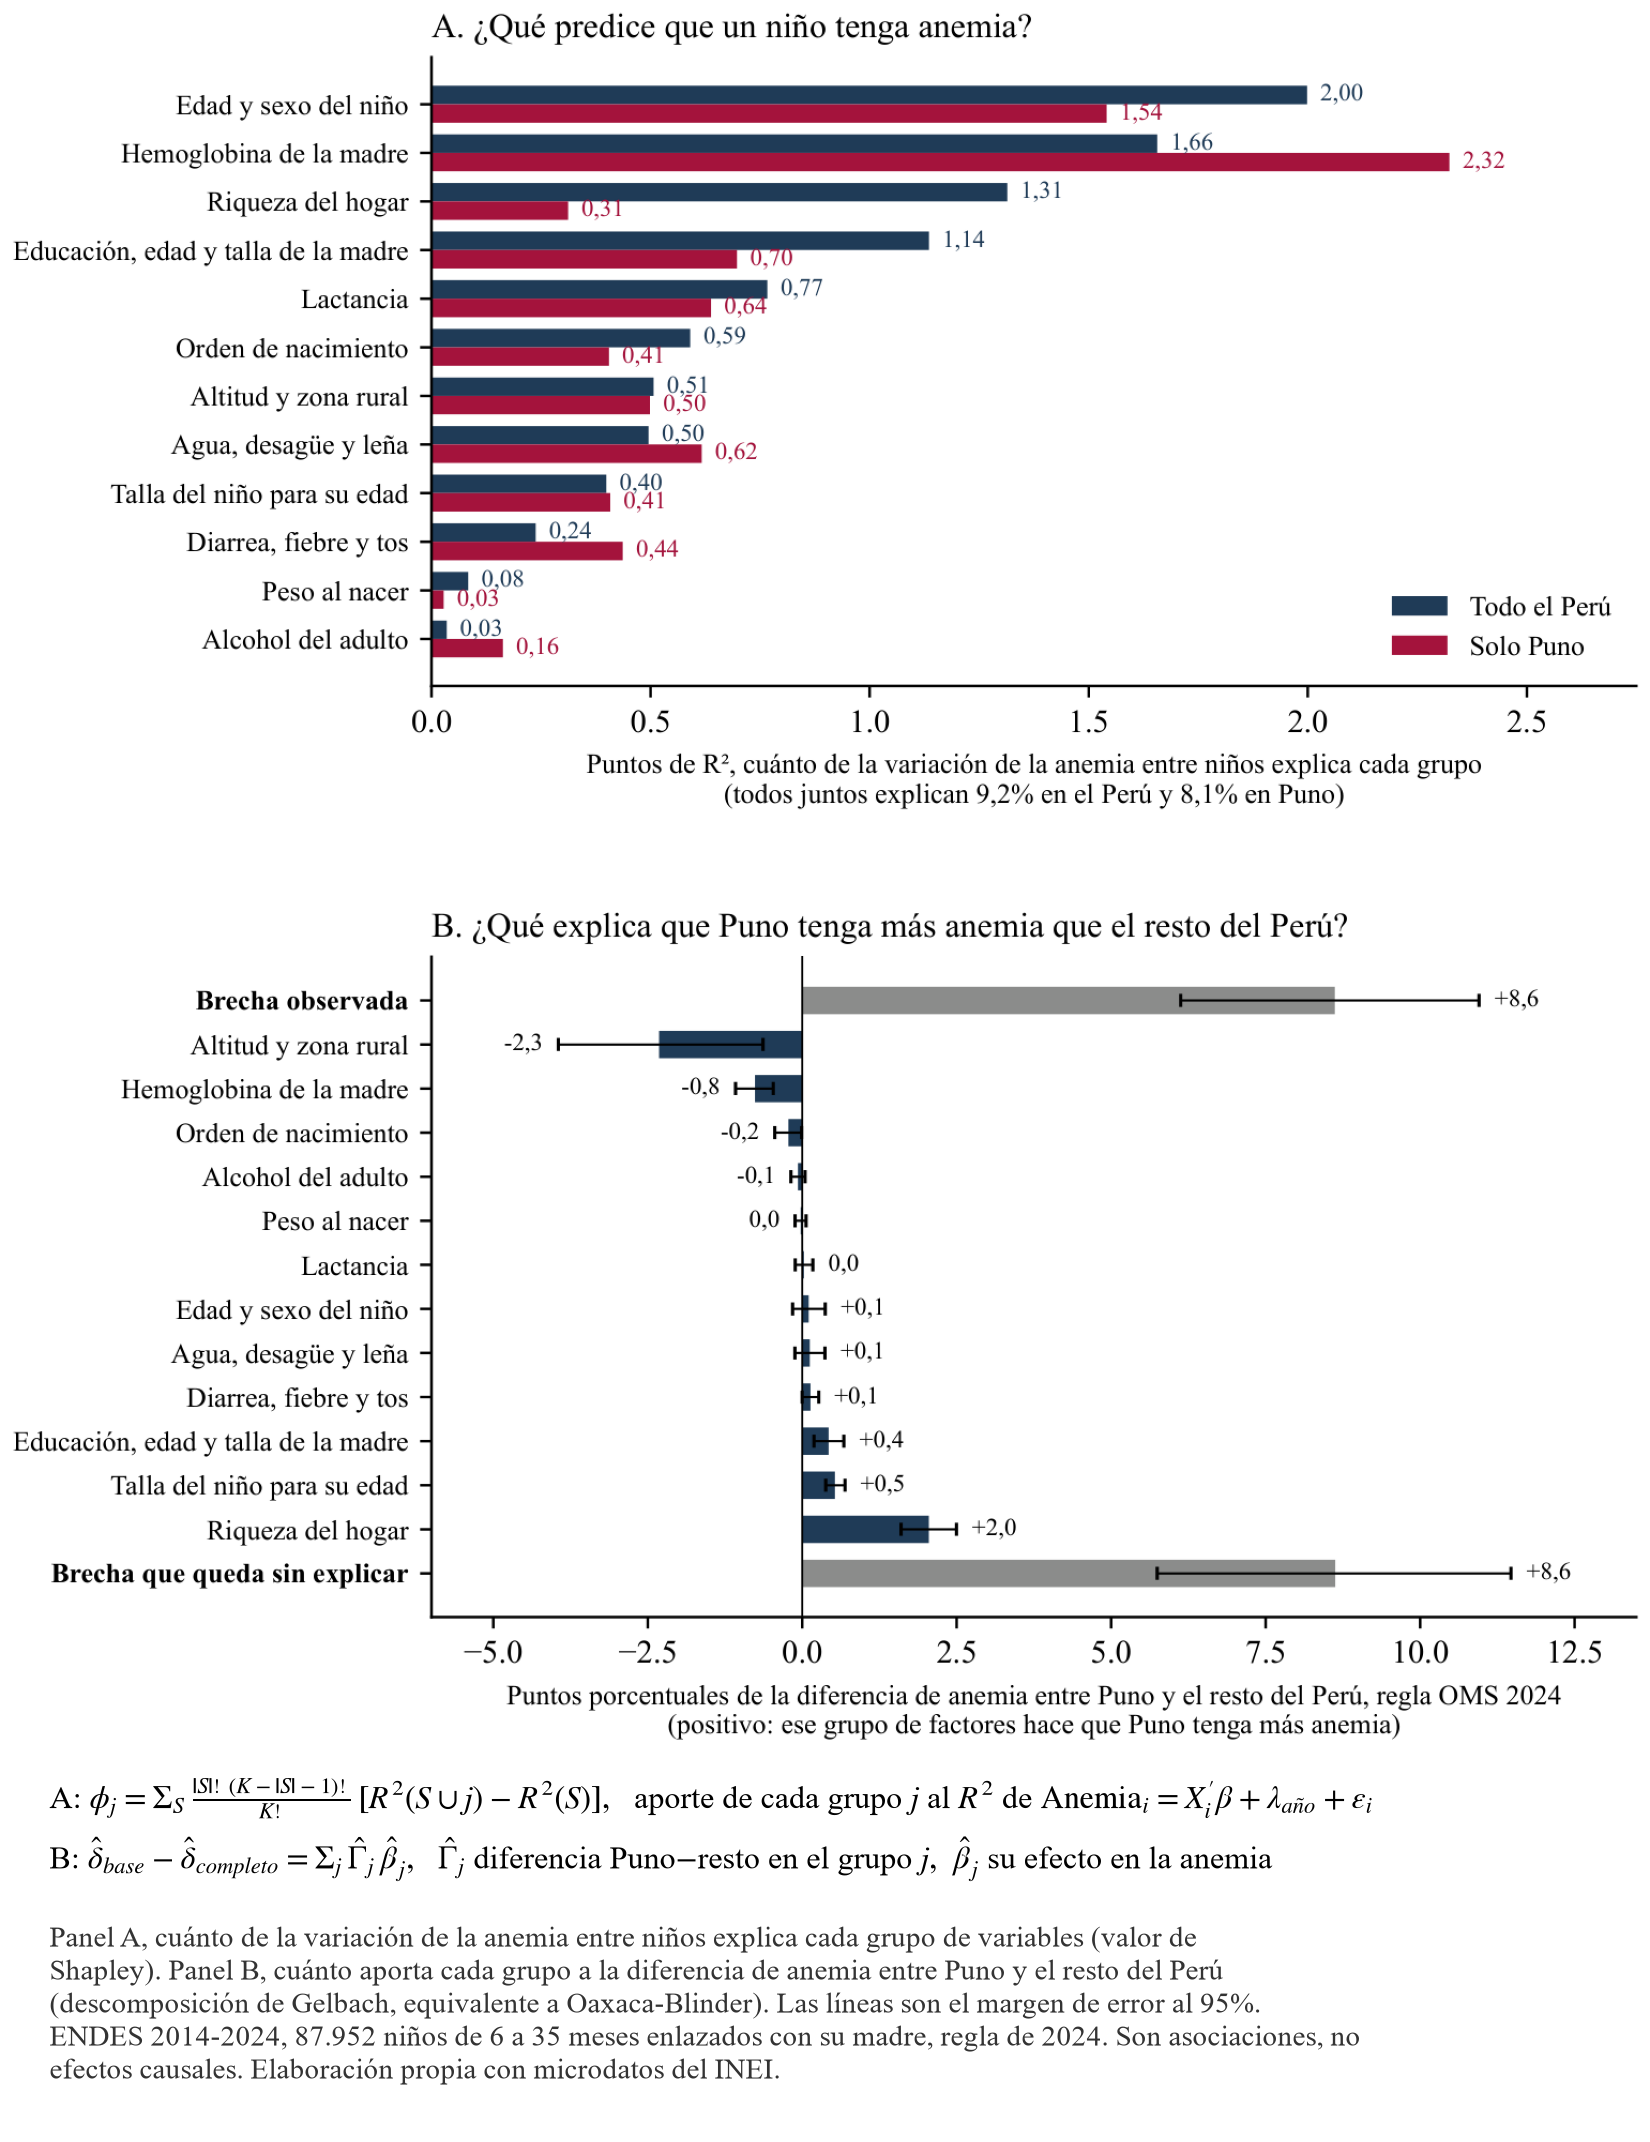 A. ¿Qué predice que un niño tenga anemia?
Edad y sexo del niño
2,00
1,54
Hemoglobina de la madre
1,66
2,32
Riqueza del hogar
1,31
0,31
Educación, edad y talla de la madre
1,14
0,70
Lactancia
0,77
0,64
Orden de nacimiento
0,59
0,41
Altitud y zona rural
0,51
0,50
Agua, desagüe y leña
0,50
0,62
Talla del niño para su edad
0,40
0,41
Diarrea, fiebre y tos
0,24
0,44
Peso al nacer
0,08
0,03
Alcohol del adulto
0,03
0,16
Todo el Perú
Solo Puno
0.0 0.5 1.0 1.5 2.0 2.5
Puntos de R², cuánto de la variación de la anemia entre niños explica cada grupo
(todos juntos explican 9,2% en el Perú y 8,1% en Puno)
B. ¿Qué explica que Puno tenga más anemia que el resto del Perú?
Brecha observada +8,6
Altitud y zona rural -2,3
Hemoglobina de la madre -0,8
Orden de nacimiento -0,2
Alcohol del adulto -0,1
Peso al nacer 0,0
Lactancia 0,0
Edad y sexo del niño +0,1
Agua, desagüe y leña +0,1
Diarrea, fiebre y tos +0,1
Educación, edad y talla de la madre +0,4
Talla del niño para su edad +0,5
Riqueza del hogar +2,0
Brecha que queda sin explicar +8,6
−5.0 −2.5 0.0 2.5 5.0 7.5 10.0 12.5
Puntos porcentuales de la diferencia de anemia entre Puno y el resto del Perú, regla OMS 2024
(positivo: ese grupo de factores hace que Puno tenga más anemia)
A: ϕ_j = Σ_S |S|! (K − |S| − 1)! / K! [R²(S ∪ j) − R²(S)], aporte de cada grupo j al R² de Anemia_i = X′_i β + λ_año + ε_i
B: δ̂_base − δ̂_completo = Σ_j Γ̂_j β̂_j, Γ̂_j diferencia Puno−resto en el grupo j, β̂_j su efecto en la anemia
Panel A, cuánto de la variación de la anemia entre niños explica cada grupo de variables (valor de
Shapley). Panel B, cuánto aporta cada grupo a la diferencia de anemia entre Puno y el resto del Perú
(descomposición de Gelbach, equivalente a Oaxaca-Blinder). Las líneas son el margen de error al 95%.
ENDES 2014-2024, 87.952 niños de 6 a 35 meses enlazados con su madre, regla de 2024. Son asociaciones, no
efectos causales. Elaboración propia con microdatos del INEI.